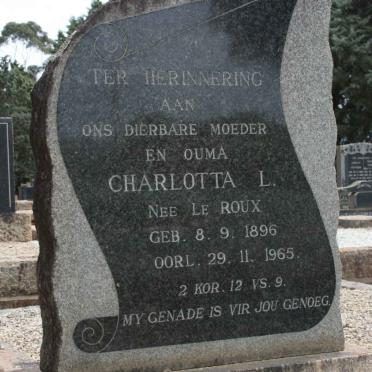 TER HERINNERING
AAN
ONS DIERBARE MOEDER
EN OUMA
CHARLOTTA L.
NEE LE ROUX
GEB. 8. 9. 1896
OORL. 29. 11. 1965.
2 KOR. 12 VS. 9.
MY GENADE IS VIR JOU GENOEG.